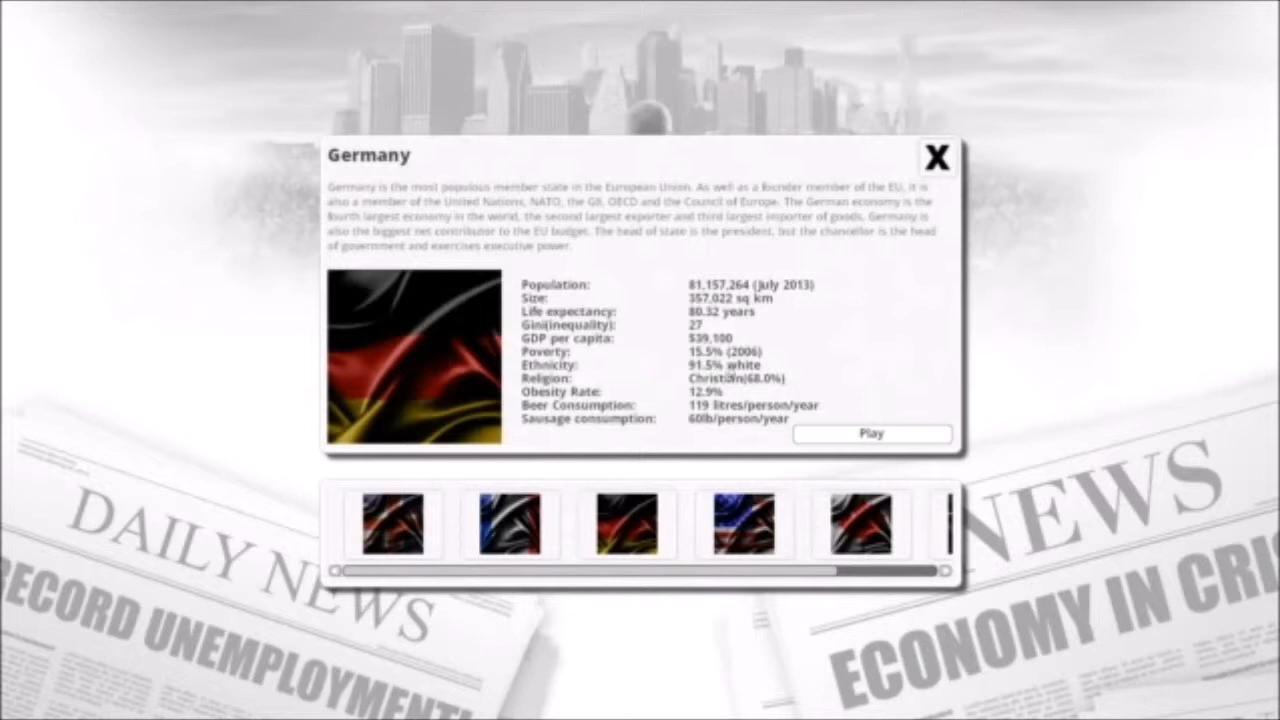 Germany
X
Germany is the most populous member state in the European Union. As well as a founder member of the EU, it is
also a member of the United Nations, NATO, the G8, OECD and the Council of Europe. The German economy is the
fourth largest economy in the world, the second largest exporter and third largest importer of goods. Germany is
also the biggest net contributor to the EU budget. The head of state is the president, but the chancellor is the head
of government and exercises executive power.
Population: 81,157,264 (July 2013)
Size: 357,022 sq km
Life expectancy: 80.32 years
Gini(inequality): 27
GDP per capita: $39,100
Poverty: 15.5% (2006)
Ethnicity: 91.5% white
Religion: Christian(68.0%)
Obesity Rate: 12.9%
Beer Consumption: 119 litres/person/year
Sausage consumption: 60lb/person/year
Play
DAILY NEWS
RECORD UNEMPLOYMENT!
NEWS
ECONOMY IN CRI